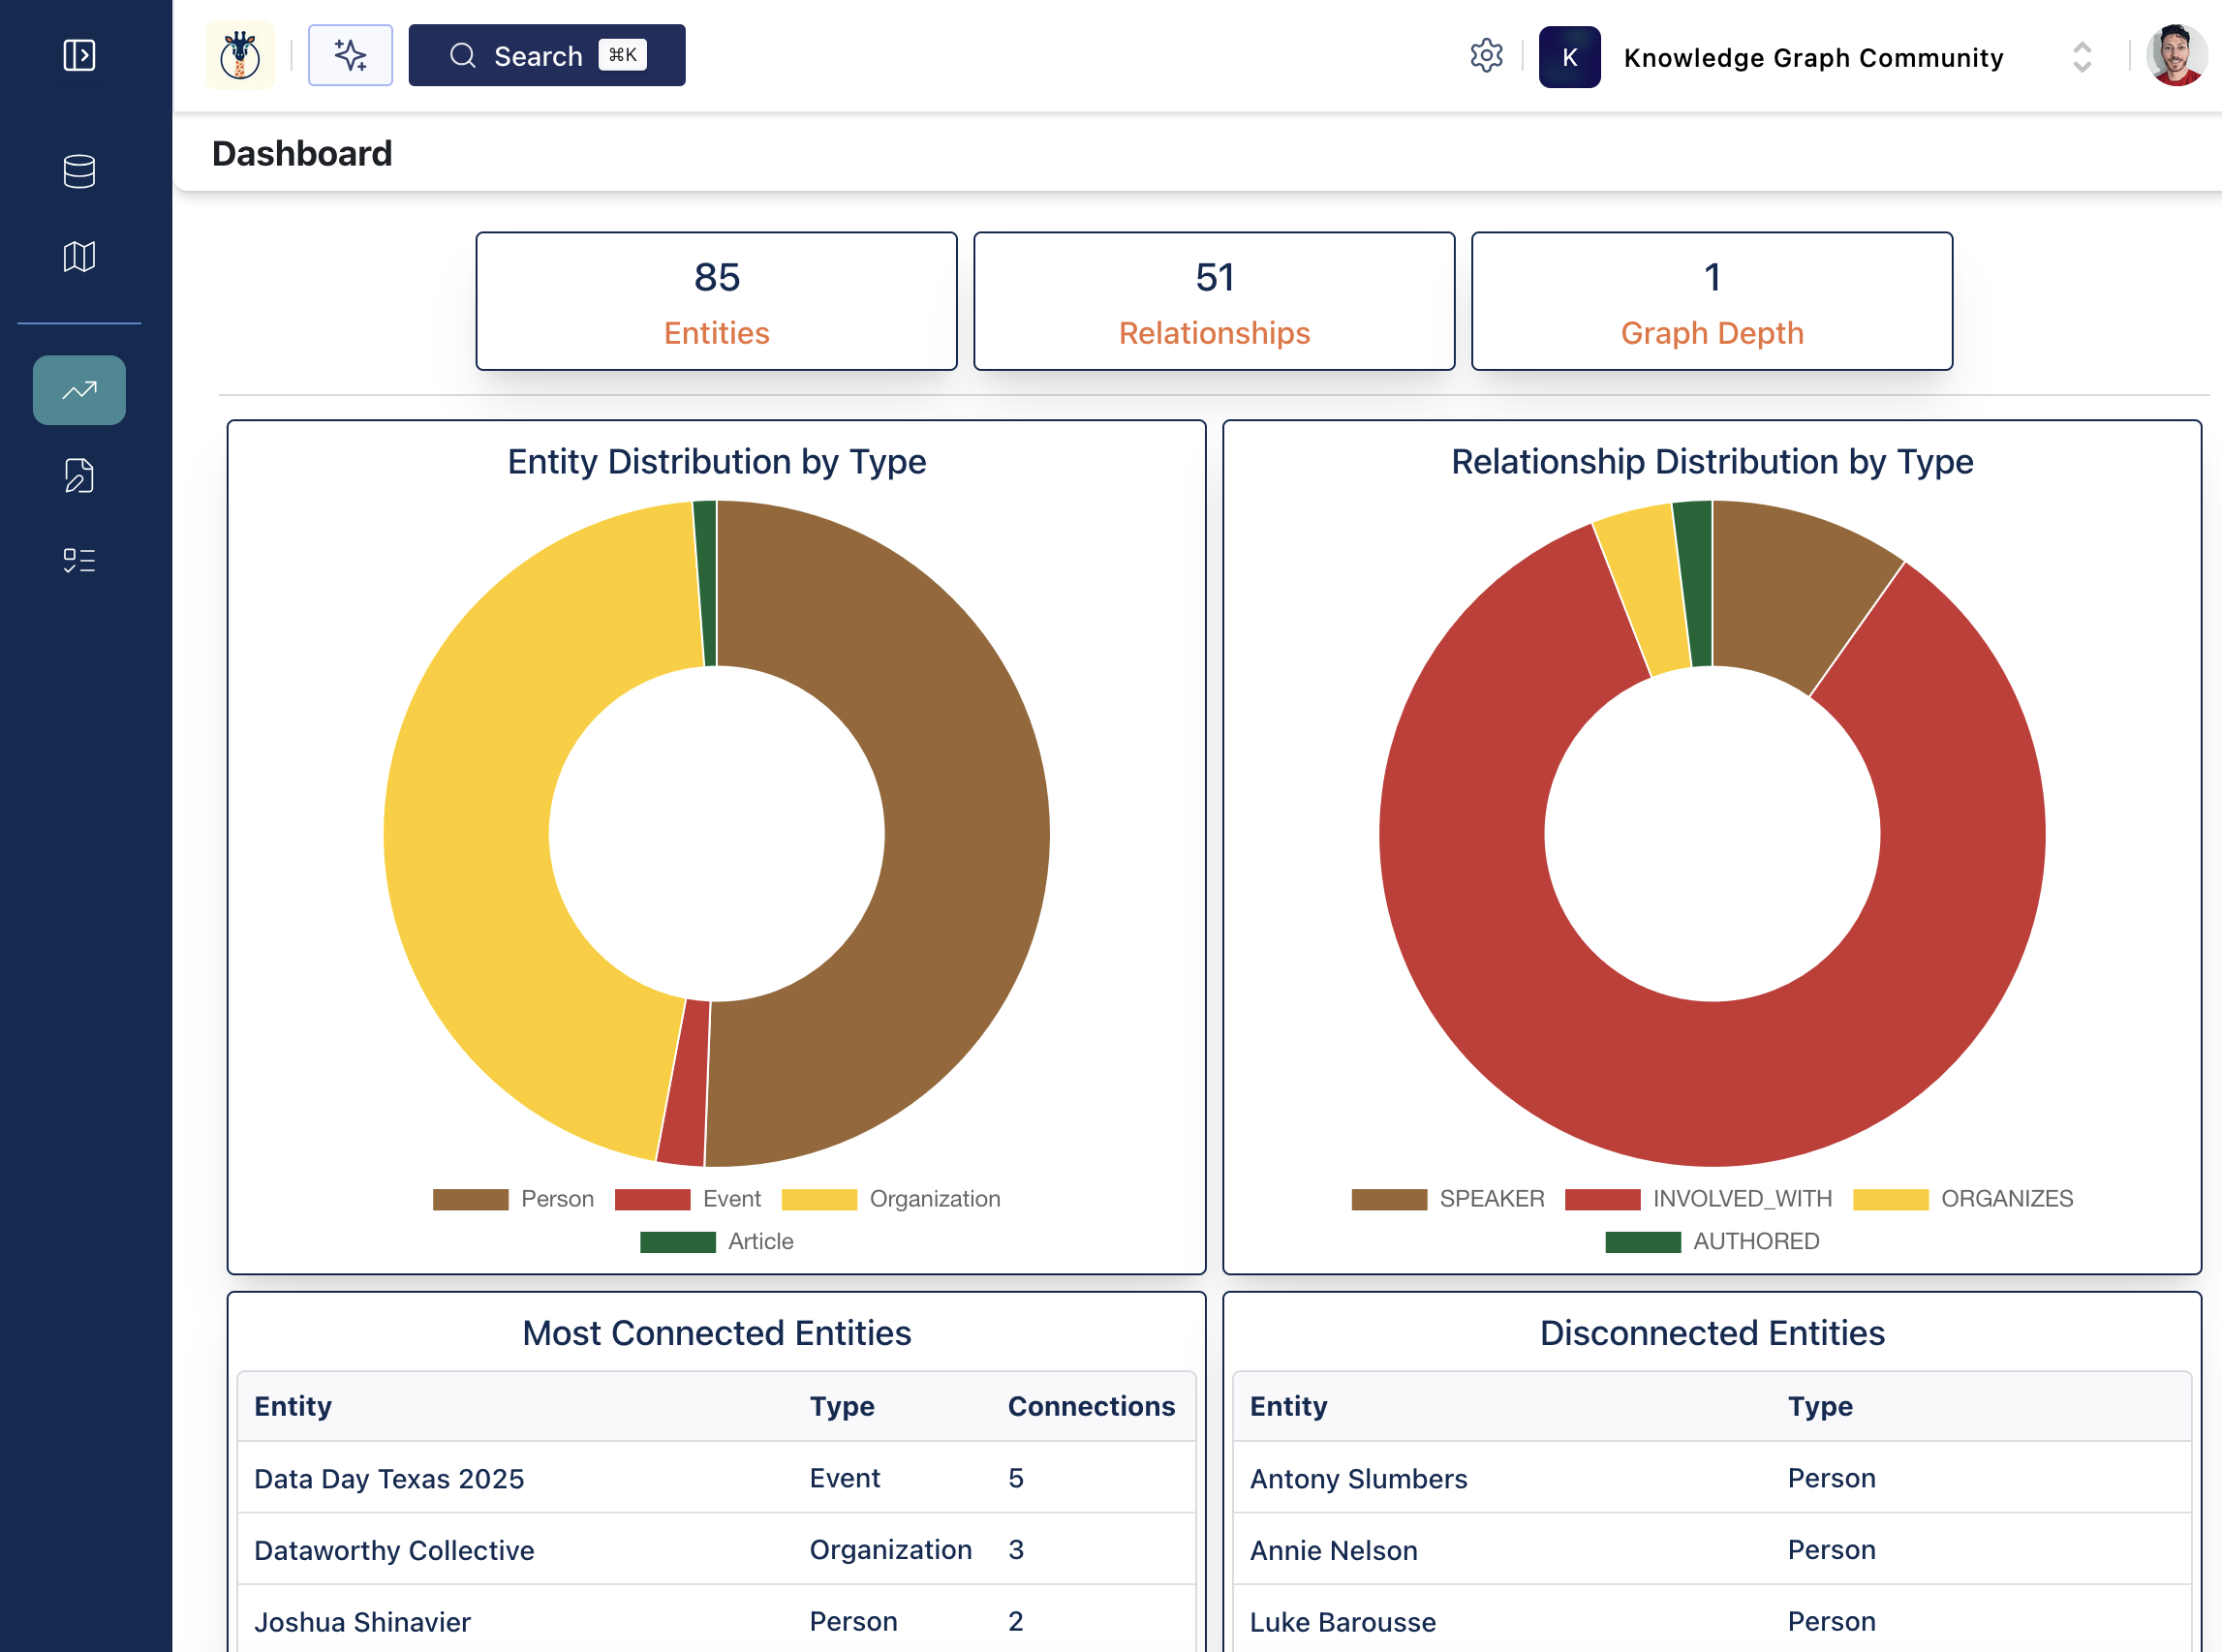 Search ⌘K
K Knowledge Graph Community
Dashboard
85
Entities
51
Relationships
1
Graph Depth
Entity Distribution by Type
Person Event Organization
Article
Relationship Distribution by Type
SPEAKER INVOLVED_WITH ORGANIZES
AUTHORED
Most Connected Entities
Entity Type Connections
Data Day Texas 2025 Event 5
Dataworthy Collective Organization 3
Joshua Shinavier Person 2
Disconnected Entities
Entity Type
Antony Slumbers Person
Annie Nelson Person
Luke Barousse Person